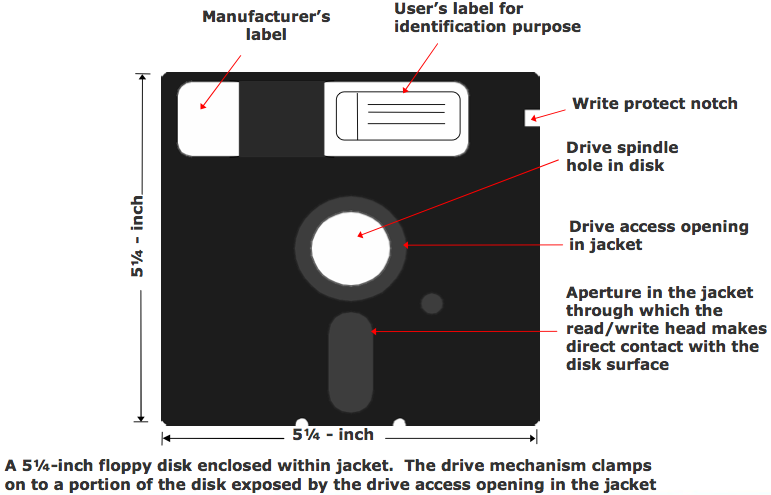 Manufacturer's
label
User's label for
identification purpose
Write protect notch
Drive spindle
hole in disk
Drive access opening
in jacket
Aperture in the jacket
through which the
read/write head makes
direct contact with the
disk surface
5¼ - inch
5¼ - inch
A 5¼-inch floppy disk enclosed within jacket. The drive mechanism clamps
on to a portion of the disk exposed by the drive access opening in the jacket